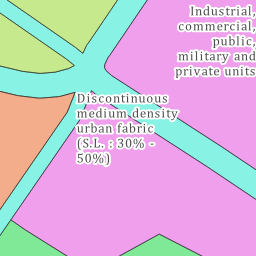 Industrial,
commercial,
public,
military and
private units
Discontinuous
medium density
urban fabric
(S.L. : 30% -
50%)